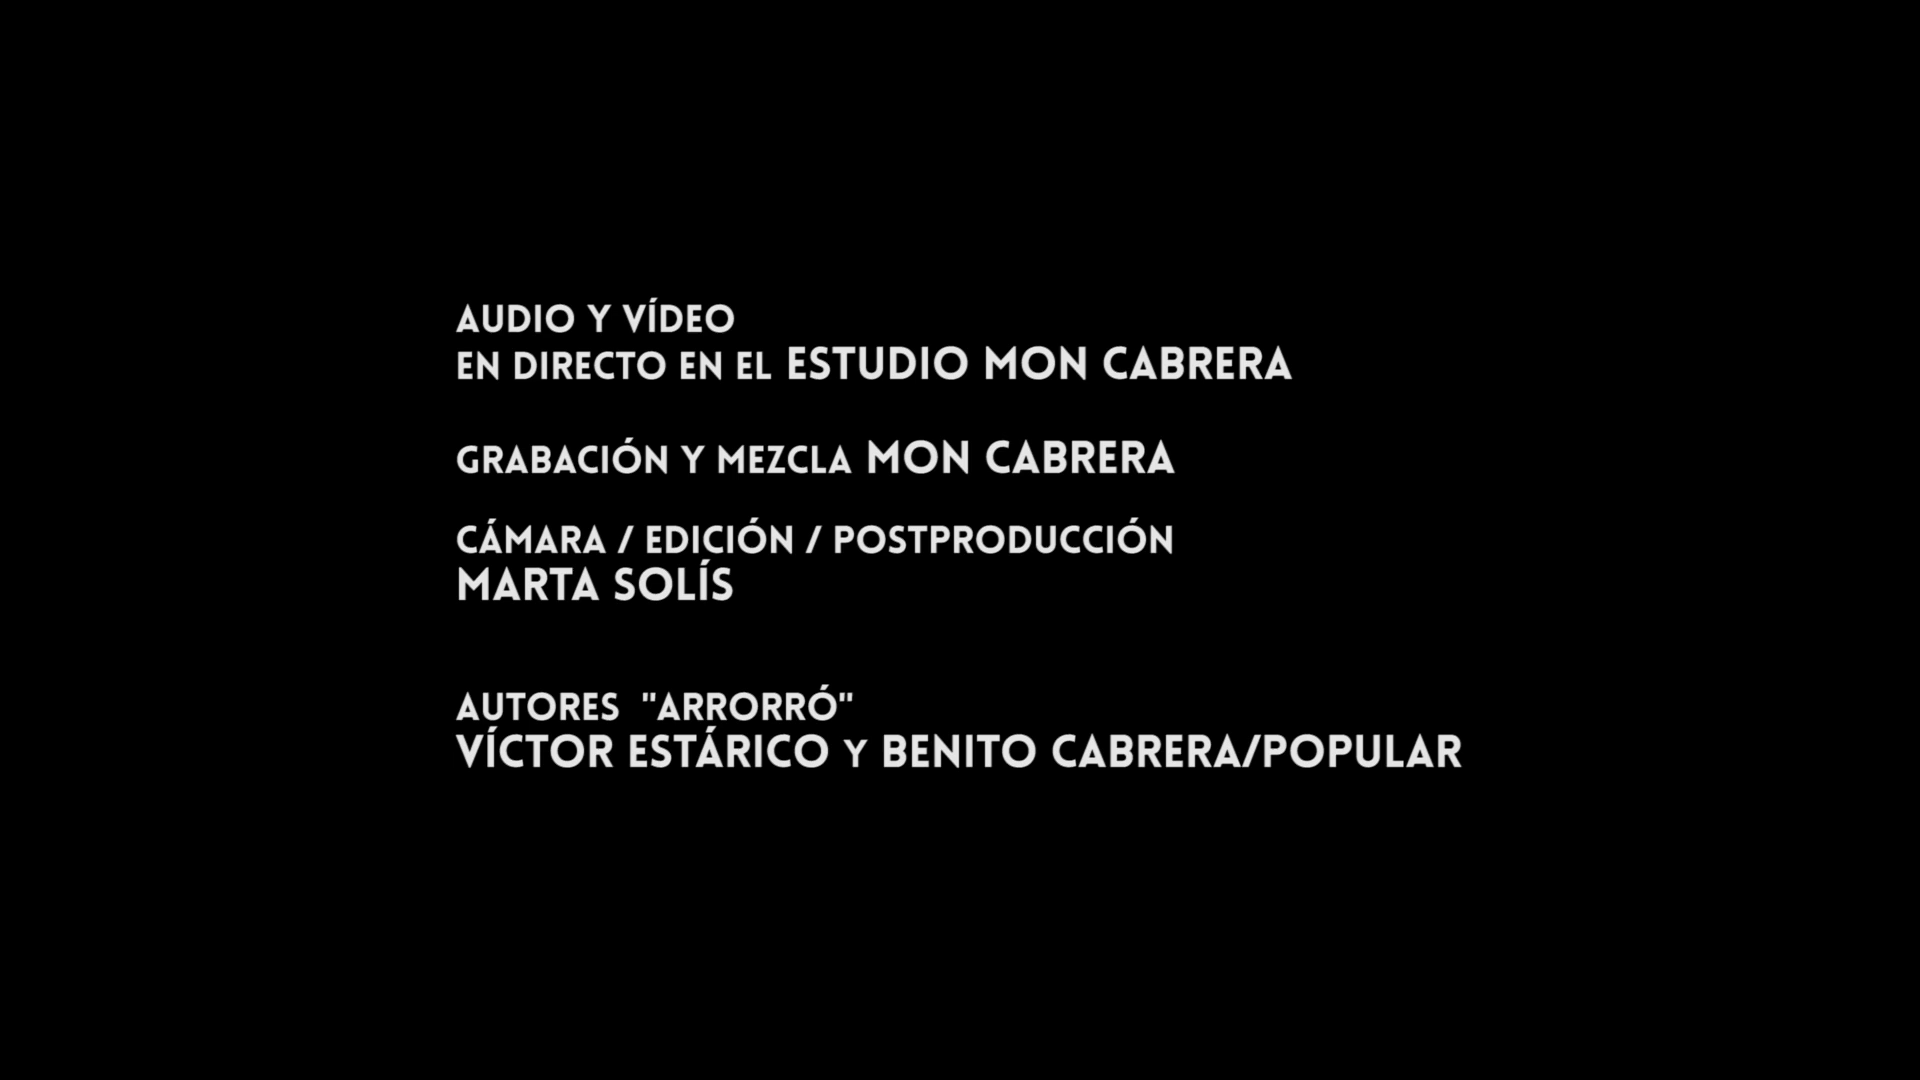 AUDIO Y VÍDEO
EN DIRECTO EN EL ESTUDIO MON CABRERA
GRABACIÓN Y MEZCLA MON CABRERA
CÁMARA / EDICIÓN / POSTPRODUCCIÓN
MARTA SOLÍS
AUTORES "ARRORRÓ"
VÍCTOR ESTÁRICO Y BENITO CABRERA/POPULAR